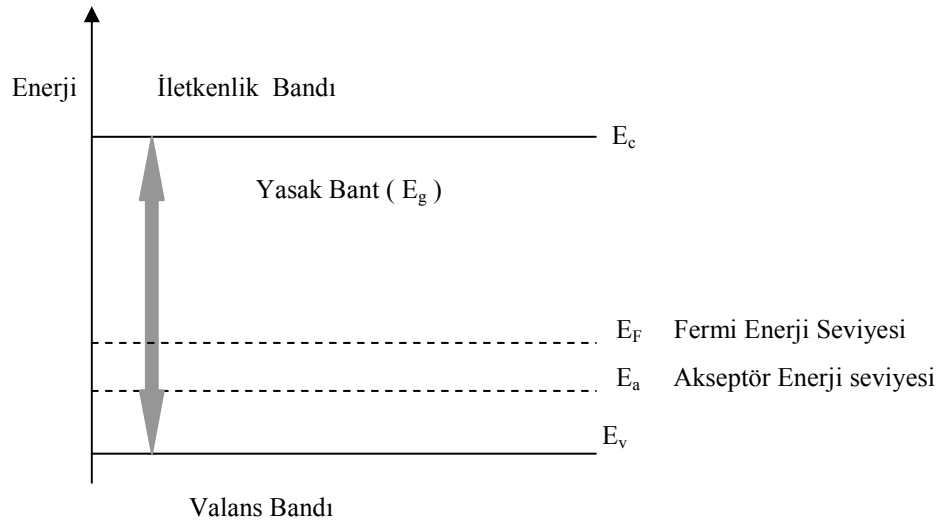 Enerji İletkenlik Bandı
E_c
Yasak Bant ( E_g )
E_F Fermi Enerji Seviyesi
E_a Akseptör Enerji seviyesi
E_v
Valans Bandı